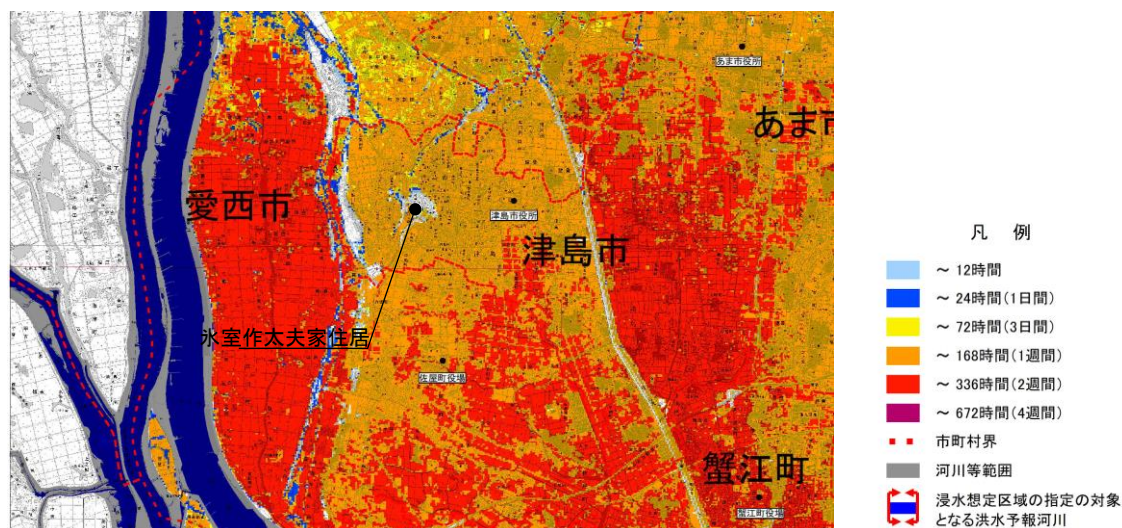 あま市役所
あま市
愛西市
津島市役所
津島市
氷室作太夫家住居
佐屋町役場
蟹江町
蟹江町役場
凡 例
～ 12時間
～ 24時間(1日間)
～ 72時間(3日間)
～ 168時間(1週間)
～ 336時間(2週間)
～ 672時間(4週間)
市町村界
河川等範囲
浸水想定区域の指定の対象
となる洪水予報河川